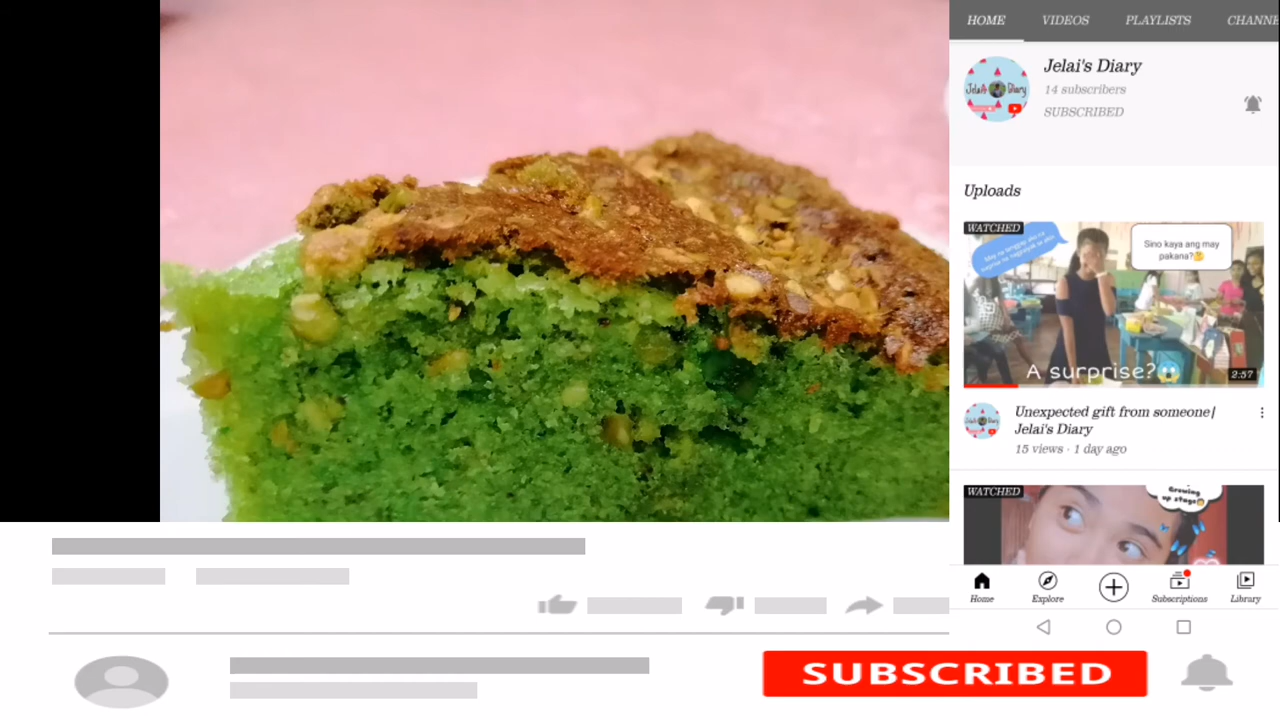 HOME VIDEOS PLAYLISTS CHANNE
Jelai's Diary
Jelai's Diary
14 subscribers
SUBSCRIBED
Uploads
WATCHED
Sino kaya ang may
pakana?🤔
A surprise?😱
2:57
Unexpected gift from someone|
Jelai's Diary
15 views · 1 day ago
WATCHED
Growing
up stage
Home Explore Subscriptions Library
SUBSCRIBED